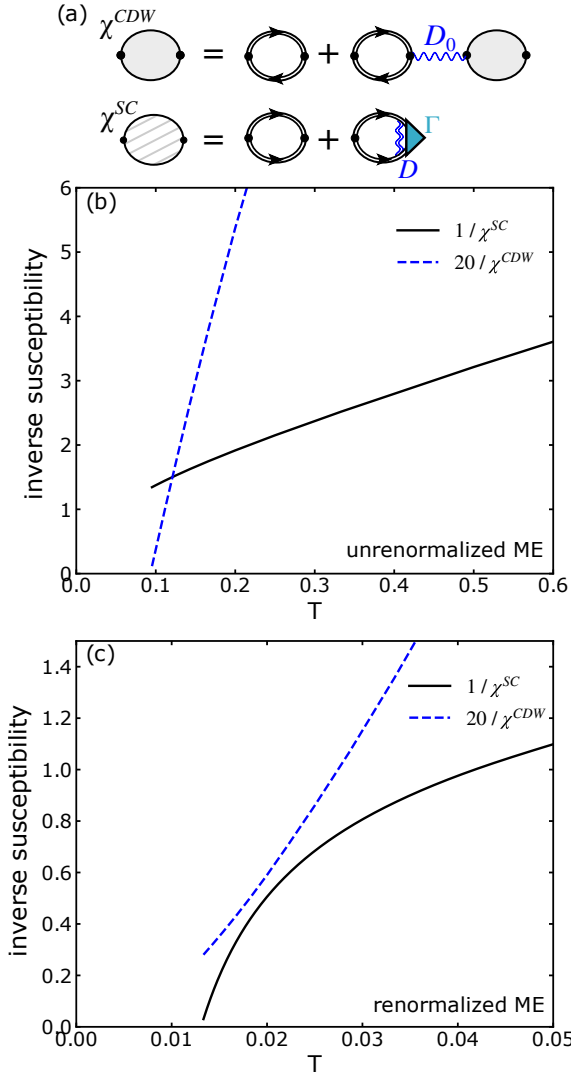 (a)
χ^CDW = + D₀
χ^SC = + Γ
D
(b)
inverse susceptibility
6
5
4
3
2
1
0
1 / χ^SC
20 / χ^CDW
unrenormalized ME
0.0 0.1 0.2 0.3 0.4 0.5 0.6
T
(c)
inverse susceptibility
1.4
1.2
1.0
0.8
0.6
0.4
0.2
0.0
1 / χ^SC
20 / χ^CDW
renormalized ME
0.00 0.01 0.02 0.03 0.04 0.05
T